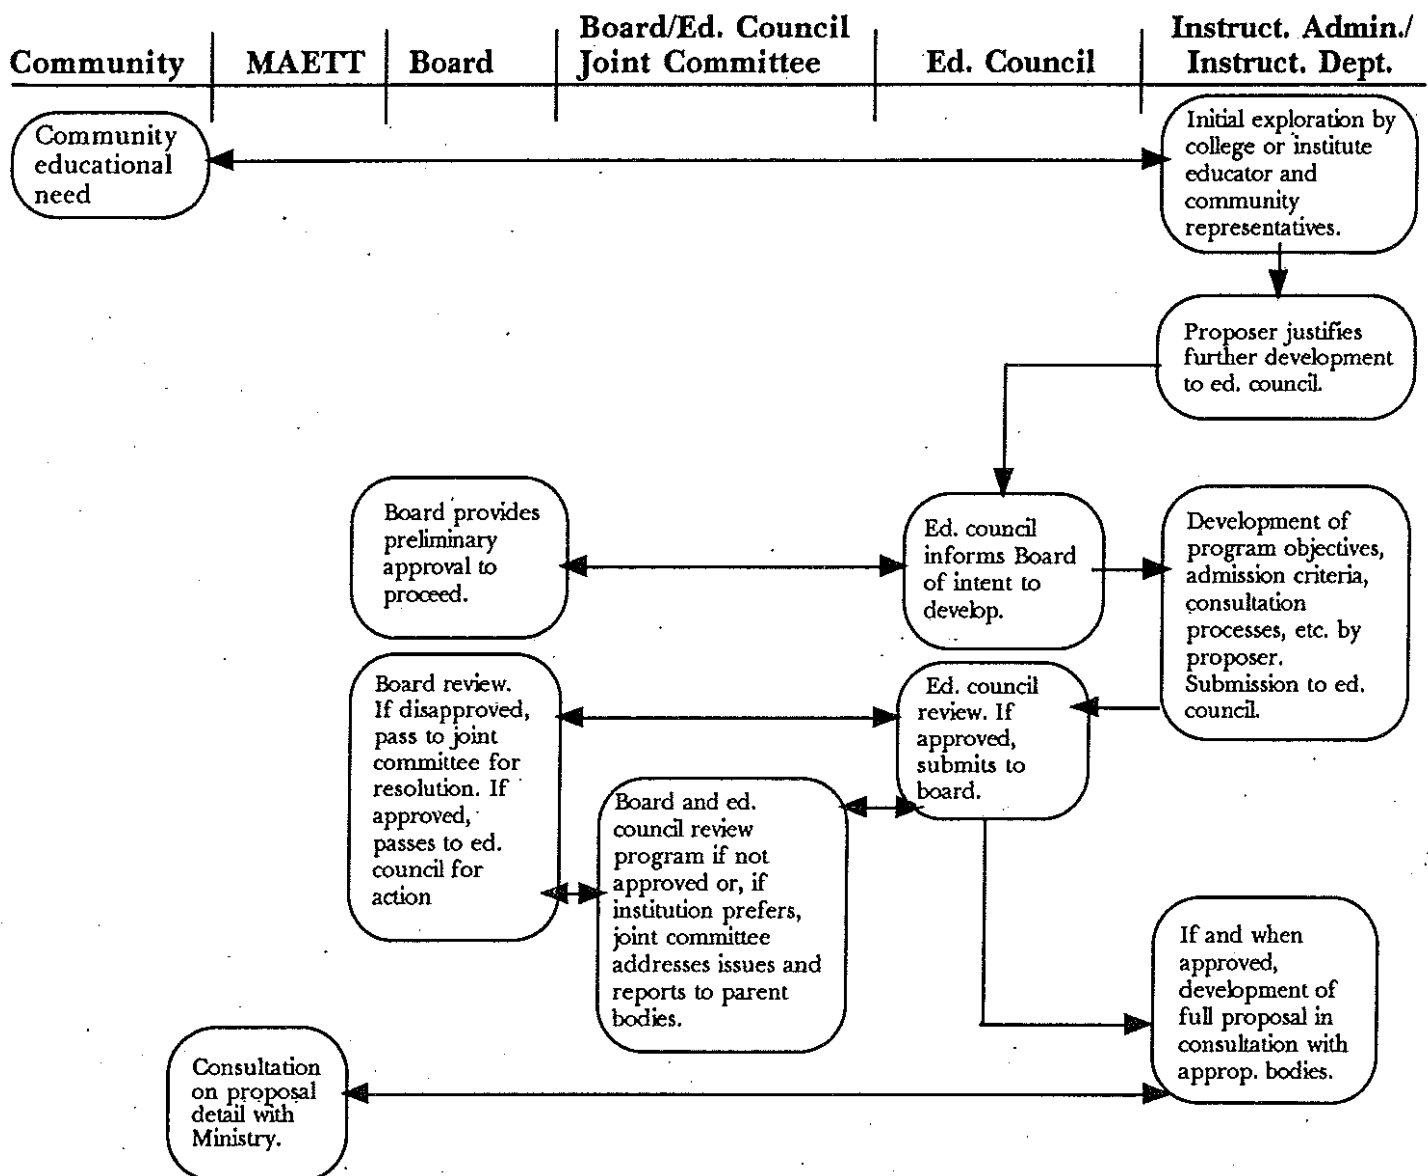 Community
MAETT
Board
Board/Ed. Council
Joint Committee
Ed. Council
Instruct. Admin./
Instruct. Dept.
Community
educational
need
Initial exploration by
college or institute
educator and
community
representatives.
Proposer justifies
further development
to ed. council.
Board provides
preliminary
approval to
proceed.
Ed. council
informs Board
of intent to
develop.
Development of
program objectives,
admission criteria,
consultation
processes, etc. by
proposer.
Submission to ed.
council.
Board review.
If disapproved,
pass to joint
committee for
resolution. If
approved,
passes to ed.
council for
action
Ed. council
review. If
approved,
submits to
board.
Board and ed.
council review
program if not
approved or, if
institution prefers,
joint committee
addresses issues and
reports to parent
bodies.
If and when
approved,
development of
full proposal in
consultation with
approp. bodies.
Consultation
on proposal
detail with
Ministry.